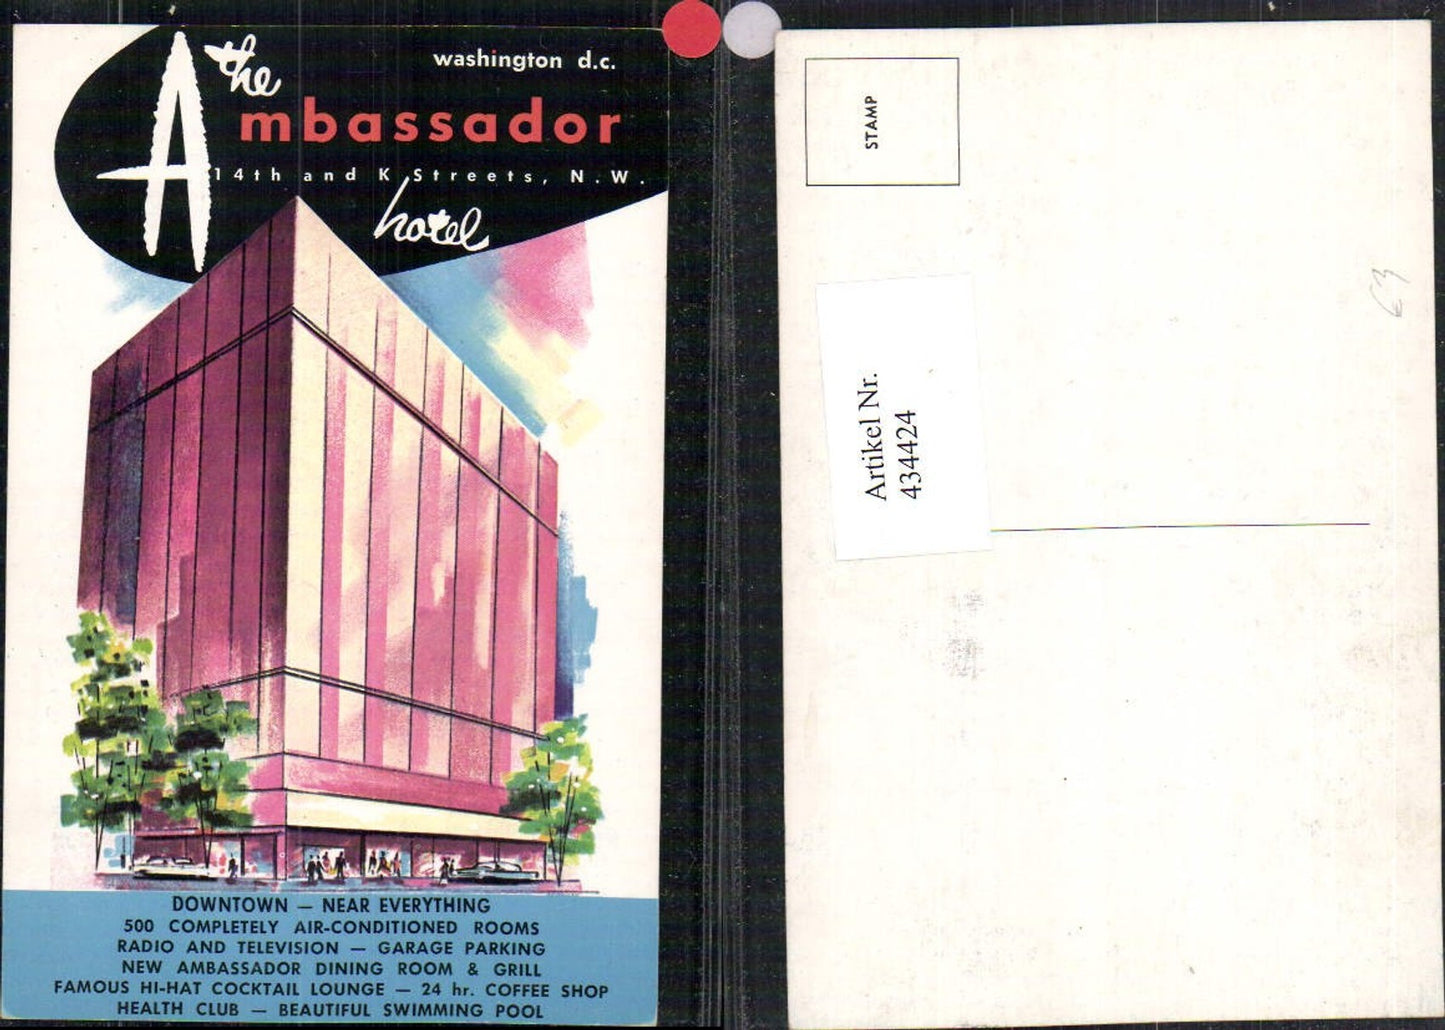 the
washington d.c.
Ambassador
14th and K Streets, N.W.
hotel
DOWNTOWN — NEAR EVERYTHING
500 COMPLETELY AIR-CONDITIONED ROOMS
RADIO AND TELEVISION — GARAGE PARKING
NEW AMBASSADOR DINING ROOM & GRILL
FAMOUS HI-HAT COCKTAIL LOUNGE — 24 hr. COFFEE SHOP
HEALTH CLUB — BEAUTIFUL SWIMMING POOL
STAMP
Artikel Nr.
434424
€3